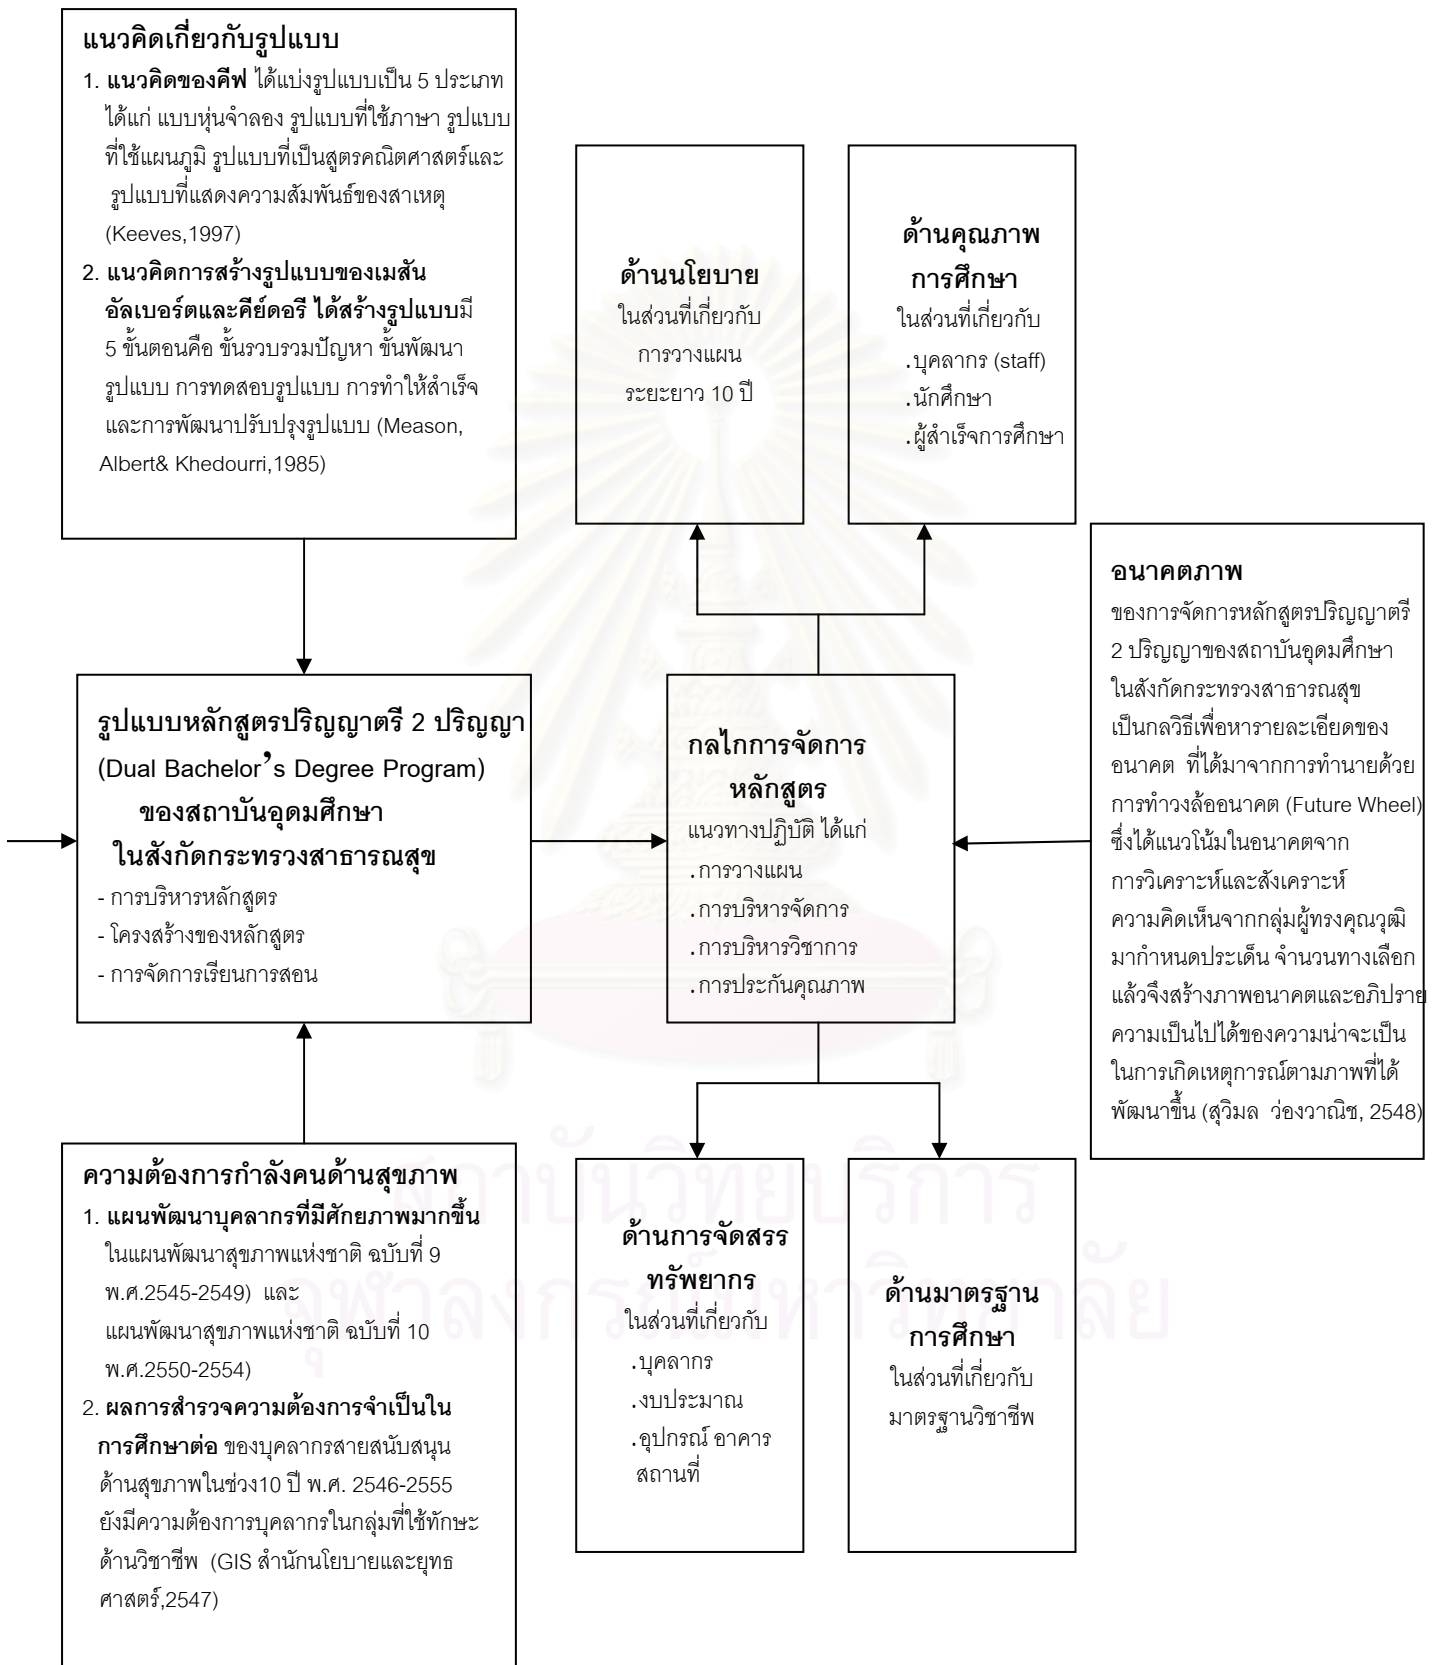 แนวคิดเกี่ยวกับรูปแบบ
1. แนวคิดของคีฟ ได้แบ่งรูปแบบเป็น 5 ประเภท
ได้แก่ แบบหุ่นจำลอง รูปแบบที่ใช้ภาษา รูปแบบ
ที่ใช้แผนภูมิ รูปแบบที่เป็นสูตรคณิตศาสตร์และ
รูปแบบที่แสดงความสัมพันธ์ของสาเหตุ
(Keeves,1997)
2. แนวคิดการสร้างรูปแบบของเมสัน
อัลเบอร์ตและคีย์ดอรี ได้สร้างรูปแบบมี
5 ขั้นตอนคือ ขั้นรวบรวมปัญหา ขั้นพัฒนา
รูปแบบ การทดสอบรูปแบบ การทำให้สำเร็จ
และการพัฒนาปรับปรุงรูปแบบ (Meason,
Albert& Khedourri,1985)
ด้านนโยบาย
ในส่วนที่เกี่ยวกับ
การวางแผน
ระยะยาว 10 ปี
ด้านคุณภาพ
การศึกษา
ในส่วนที่เกี่ยวกับ
.บุคลากร (staff)
.นักศึกษา
.ผู้สำเร็จการศึกษา
รูปแบบหลักสูตรปริญญาตรี 2 ปริญญา
(Dual Bachelor’s Degree Program)
ของสถาบันอุดมศึกษา
ในสังกัดกระทรวงสาธารณสุข
- การบริหารหลักสูตร
- โครงสร้างของหลักสูตร
- การจัดการเรียนการสอน
กลไกการจัดการ
หลักสูตร
แนวทางปฏิบัติ ได้แก่
.การวางแผน
.การบริหารจัดการ
.การบริหารวิชาการ
.การประกันคุณภาพ
อนาคตภาพ
ของการจัดการหลักสูตรปริญญาตรี
2 ปริญญาของสถาบันอุดมศึกษา
ในสังกัดกระทรวงสาธารณสุข
เป็นกลวิธีเพื่อหารายละเอียดของ
อนาคต ที่ได้มาจากการทำนายด้วย
การทำวงล้ออนาคต (Future Wheel)
ซึ่งได้แนวโน้มในอนาคตจาก
การวิเคราะห์และสังเคราะห์
ความคิดเห็นจากกลุ่มผู้ทรงคุณวุฒิ
มากำหนดประเด็น จำนวนทางเลือก
แล้วจึงสร้างภาพอนาคตและอภิปราย
ความเป็นไปได้ของความน่าจะเป็น
ในการเกิดเหตุการณ์ตามภาพที่ได้
พัฒนาขึ้น (สุวิมล ว่องวาณิช, 2548)
ความต้องการกำลังคนด้านสุขภาพ
1. แผนพัฒนาบุคลากรที่มีศักยภาพมากขึ้น
ในแผนพัฒนาสุขภาพแห่งชาติ ฉบับที่ 9
พ.ศ.2545-2549) และ
แผนพัฒนาสุขภาพแห่งชาติ ฉบับที่ 10
พ.ศ.2550-2554)
2. ผลการสำรวจความต้องการจำเป็นใน
การศึกษาต่อ ของบุคลากรสายสนับสนุน
ด้านสุขภาพในช่วง10 ปี พ.ศ. 2546-2555
ยังมีความต้องการบุคลากรในกลุ่มที่ใช้ทักษะ
ด้านวิชาชีพ (GIS สำนักนโยบายและยุทธ
ศาสตร์,2547)
ด้านการจัดสรร
ทรัพยากร
ในส่วนที่เกี่ยวกับ
.บุคลากร
.งบประมาณ
.อุปกรณ์ อาคาร
สถานที่
ด้านมาตรฐาน
การศึกษา
ในส่วนที่เกี่ยวกับ
มาตรฐานวิชาชีพ
สถาบันวิทยบริการ
จุฬาลงกรณ์มหาวิทยาลัย